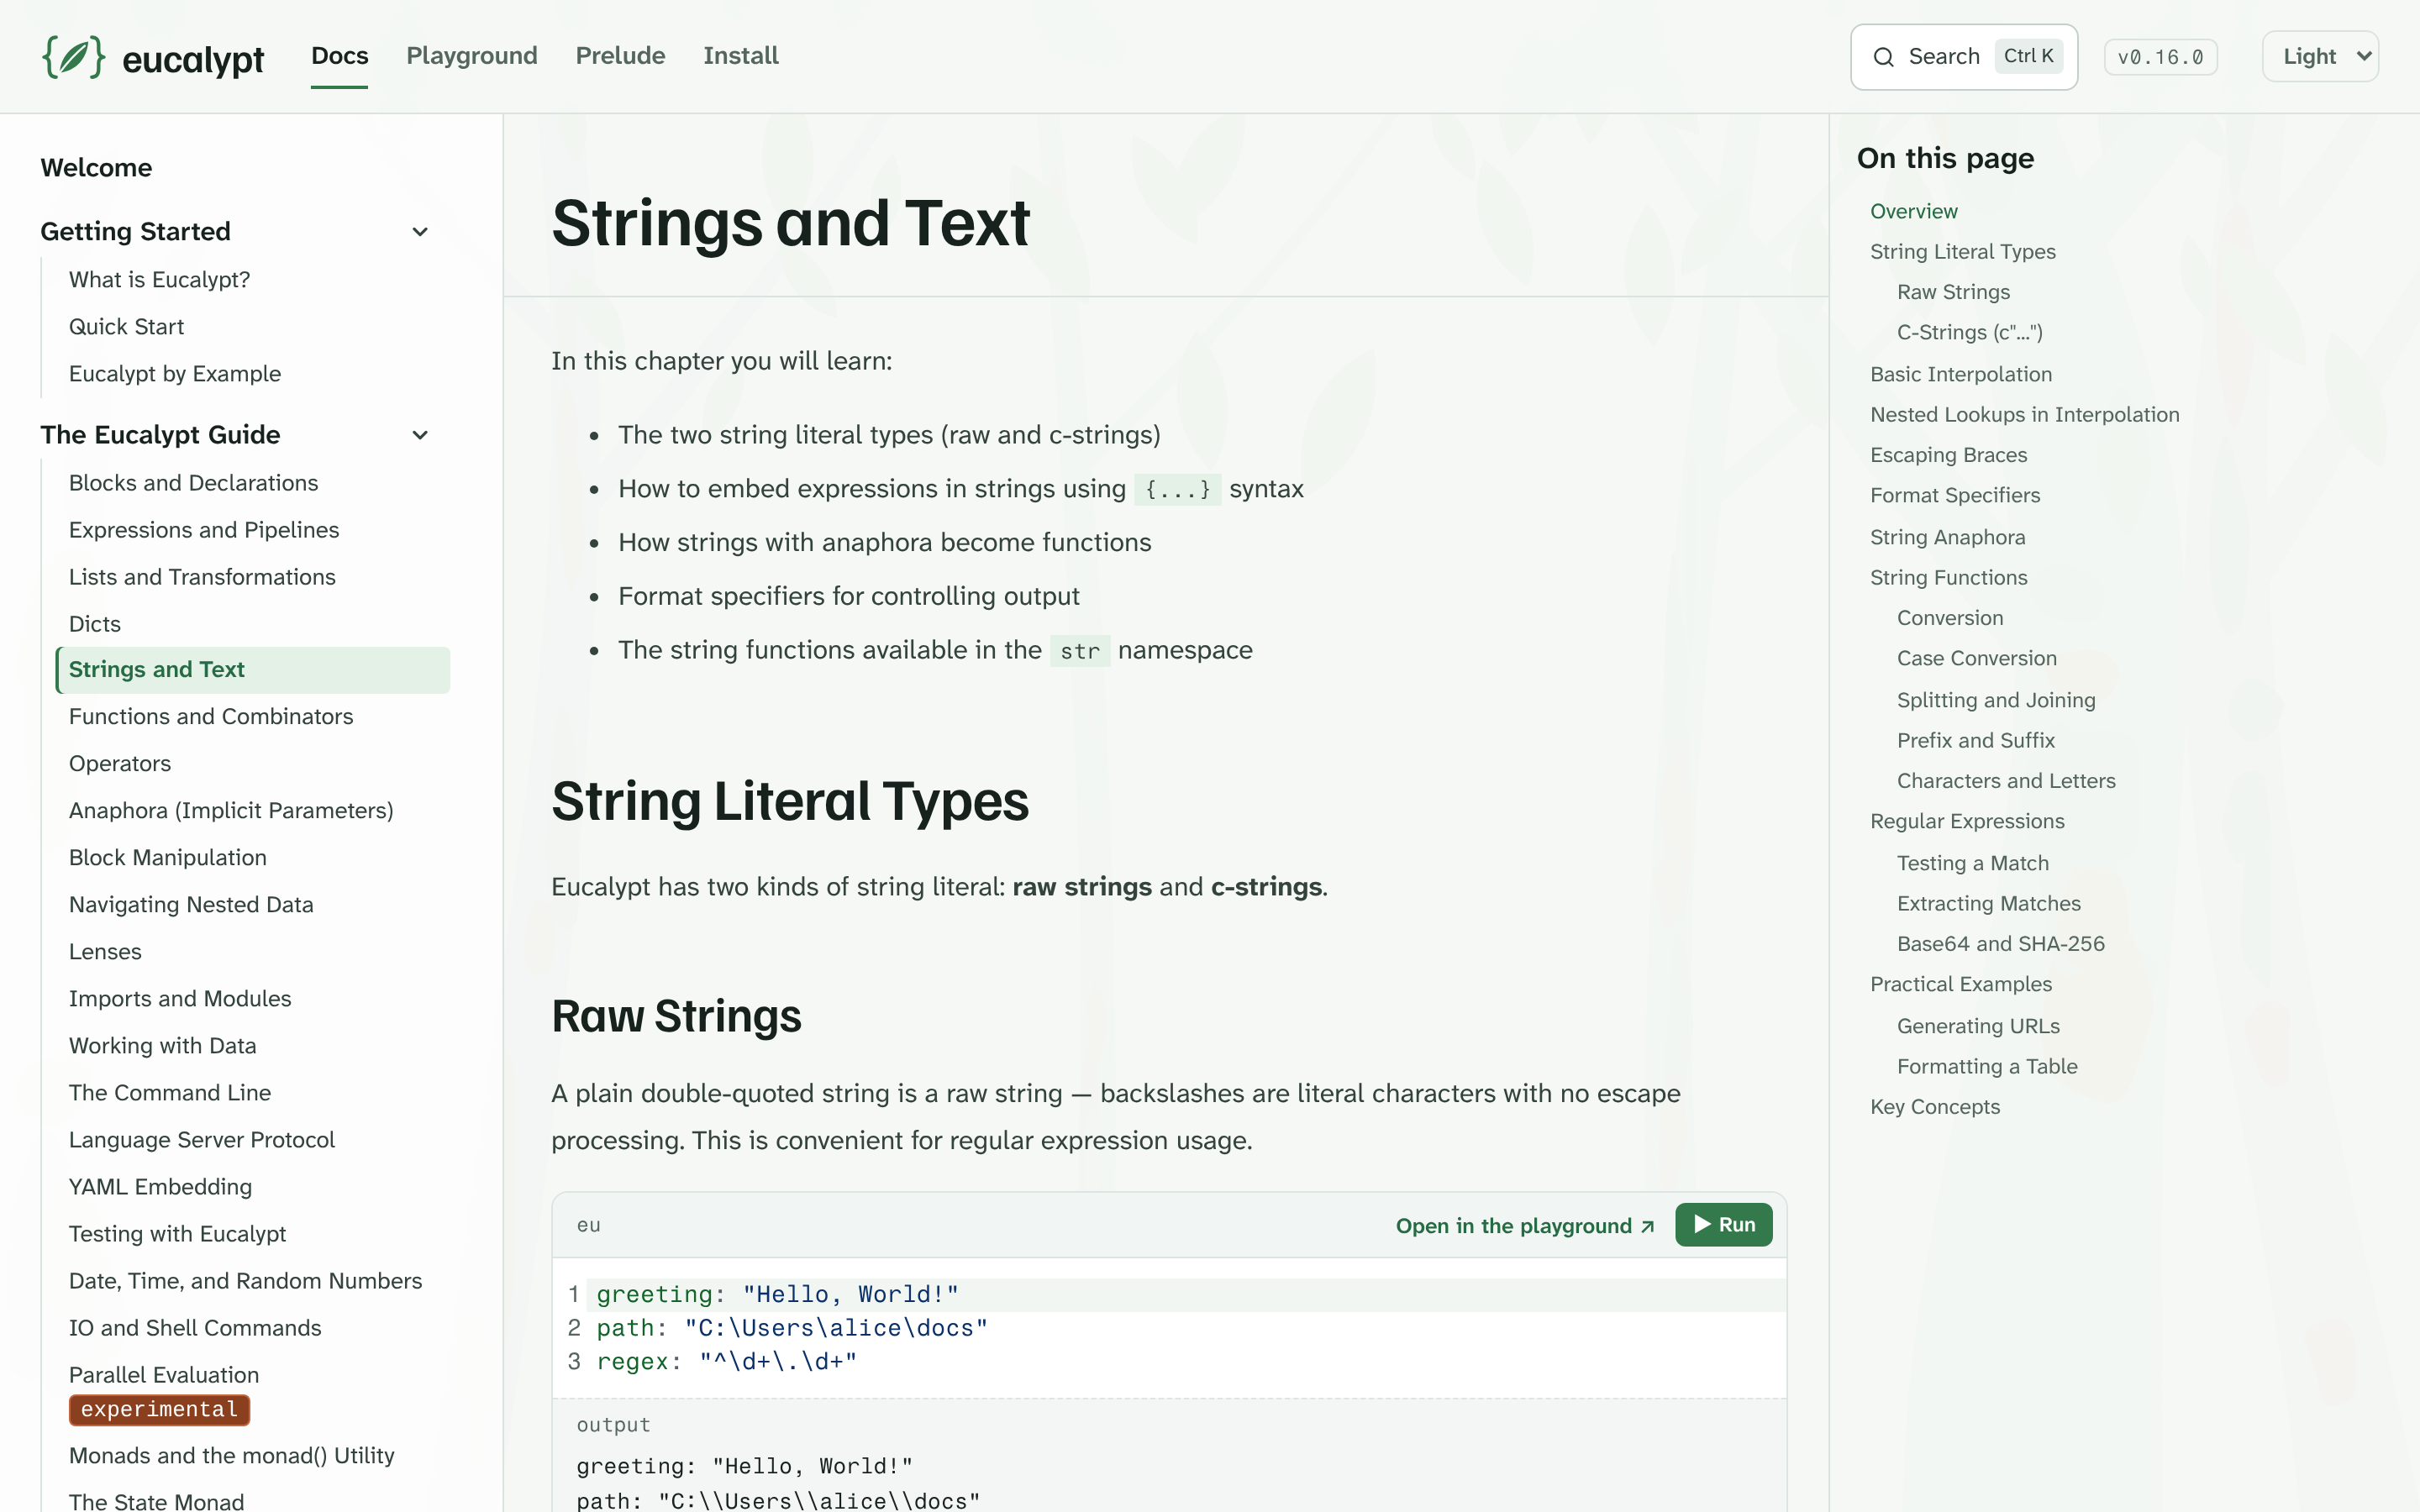 eucalypt
Docs
Playground
Prelude
Install
Search
Ctrl K
v0.16.0
Light
Welcome
Getting Started
What is Eucalypt?
Quick Start
Eucalypt by Example
The Eucalypt Guide
Blocks and Declarations
Expressions and Pipelines
Lists and Transformations
Dicts
Strings and Text
Functions and Combinators
Operators
Anaphora (Implicit Parameters)
Block Manipulation
Navigating Nested Data
Lenses
Imports and Modules
Working with Data
The Command Line
Language Server Protocol
YAML Embedding
Testing with Eucalypt
Date, Time, and Random Numbers
IO and Shell Commands
Parallel Evaluation
experimental
Monads and the monad() Utility
The State Monad
Strings and Text
In this chapter you will learn:
• The two string literal types (raw and c-strings)
• How to embed expressions in strings using {...} syntax
• How strings with anaphora become functions
• Format specifiers for controlling output
• The string functions available in the str namespace
String Literal Types
Eucalypt has two kinds of string literal: raw strings and c-strings.
Raw Strings
A plain double-quoted string is a raw string — backslashes are literal characters with no escape
processing. This is convenient for regular expression usage.
eu
Open in the playground ↗
▶ Run
1 greeting: "Hello, World!"
2 path: "C:\Users\alice\docs"
3 regex: "^\d+\.\d+"
output
greeting: "Hello, World!"
path: "C:\\Users\\alice\\docs"
On this page
Overview
String Literal Types
Raw Strings
C-Strings (c"…")
Basic Interpolation
Nested Lookups in Interpolation
Escaping Braces
Format Specifiers
String Anaphora
String Functions
Conversion
Case Conversion
Splitting and Joining
Prefix and Suffix
Characters and Letters
Regular Expressions
Testing a Match
Extracting Matches
Base64 and SHA-256
Practical Examples
Generating URLs
Formatting a Table
Key Concepts